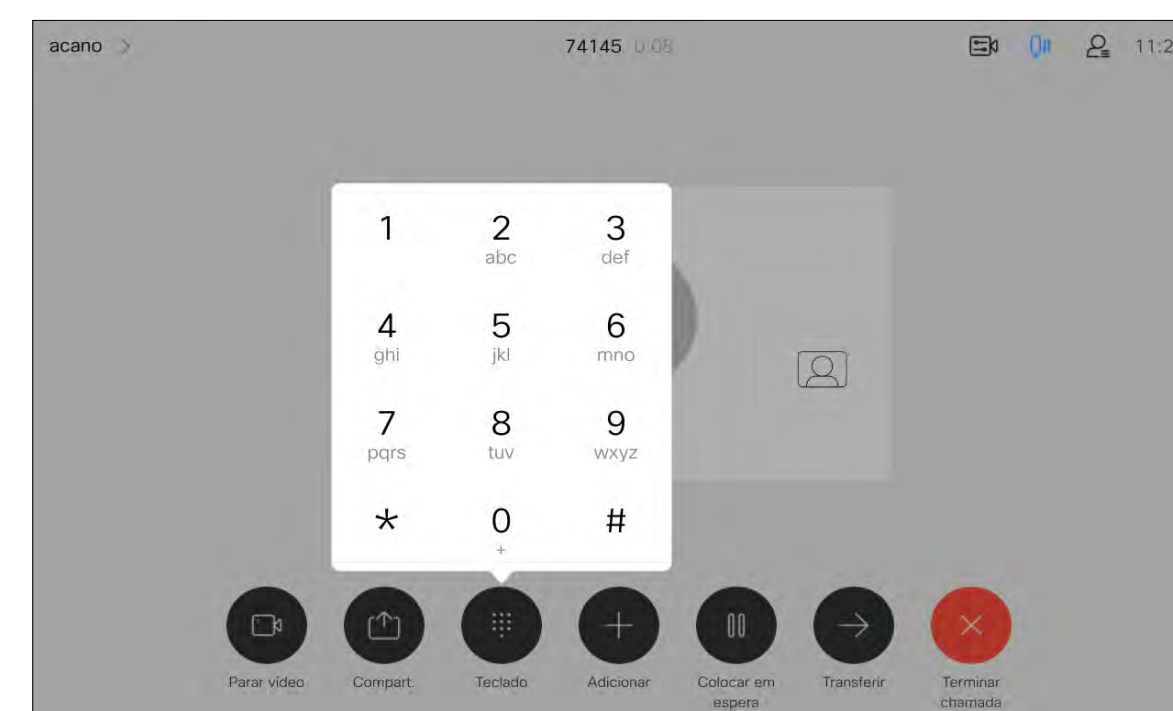 acano >
74145 0:08
11:2
1 2 3
abc def
4 5 6
ghi jkl mno
7 8 9
pqrs tuv wxyz
* 0 #
+
Parar vídeo Compart. Teclado Adicionar Colocar em espera Transferir Terminar chamada